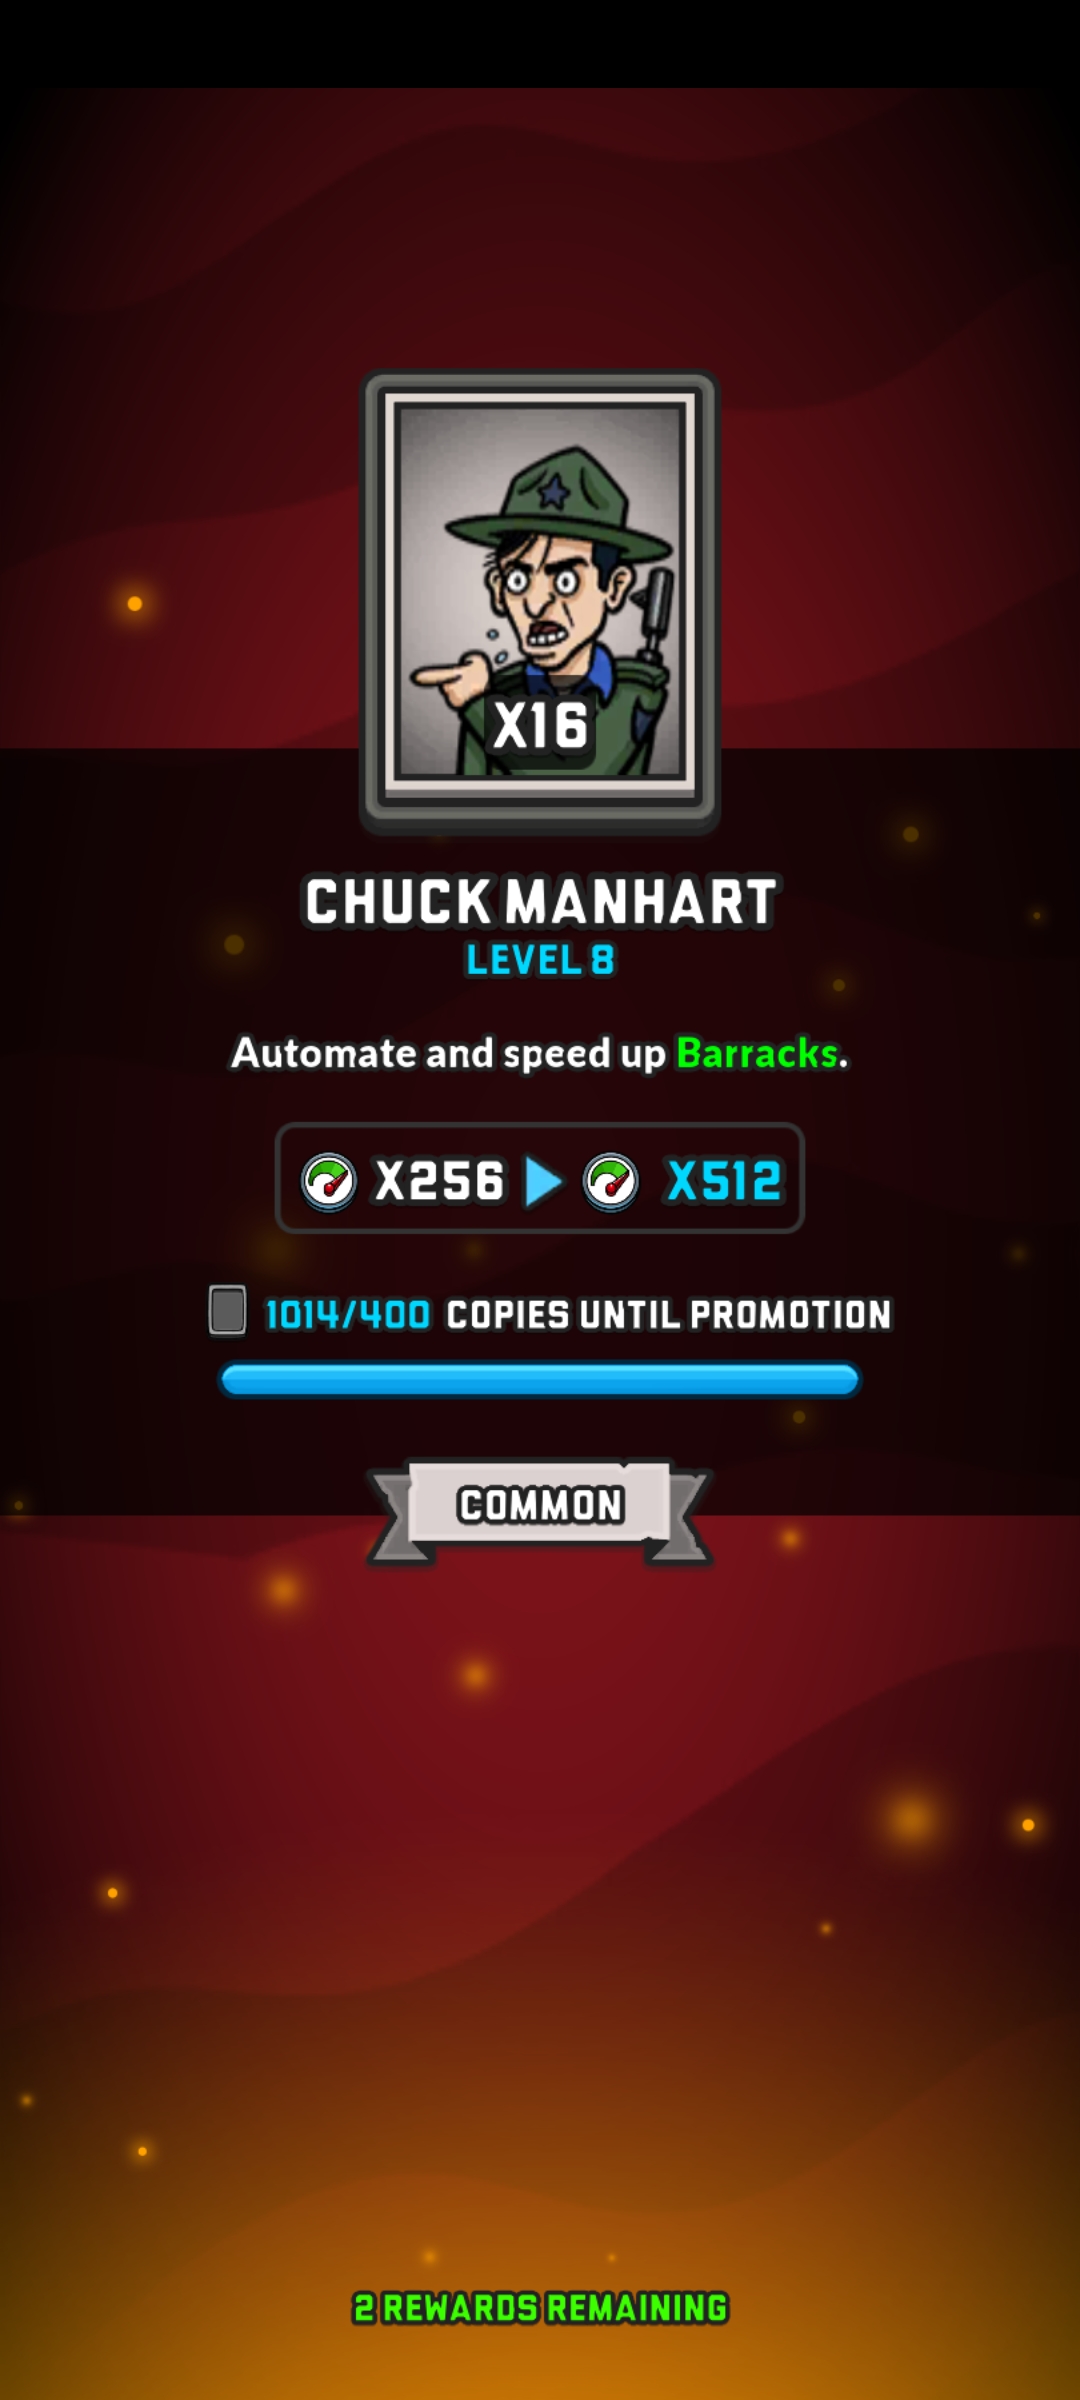 X16
CHUCK MANHART
LEVEL 8
Automate and speed up Barracks.
X256 X512
1014/400 COPIES UNTIL PROMOTION
COMMON
2 REWARDS REMAINING